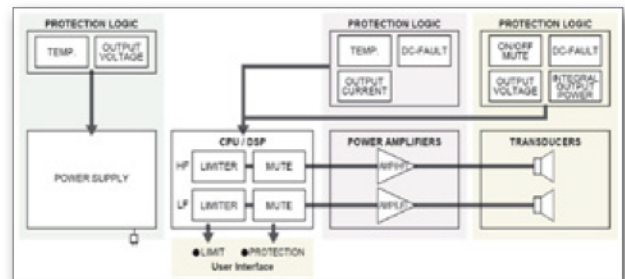 PROTECTION LOGIC
TEMP.
OUTPUT
VOLTAGE
POWER SUPPLY
PROTECTION LOGIC
TEMP.
DC-FAULT
OUTPUT
CURRENT
PROTECTION LOGIC
ON/OFF
MUTE
DC-FAULT
OUTPUT
VOLTAGE
INTEGRAL
OUTPUT
POWER
CPU / DSP
HF
LIMITER
MUTE
LF
LIMITER
MUTE
POWER AMPLIFIERS
TRANSDUCERS
●LIMIT ●PROTECTION
User Interface